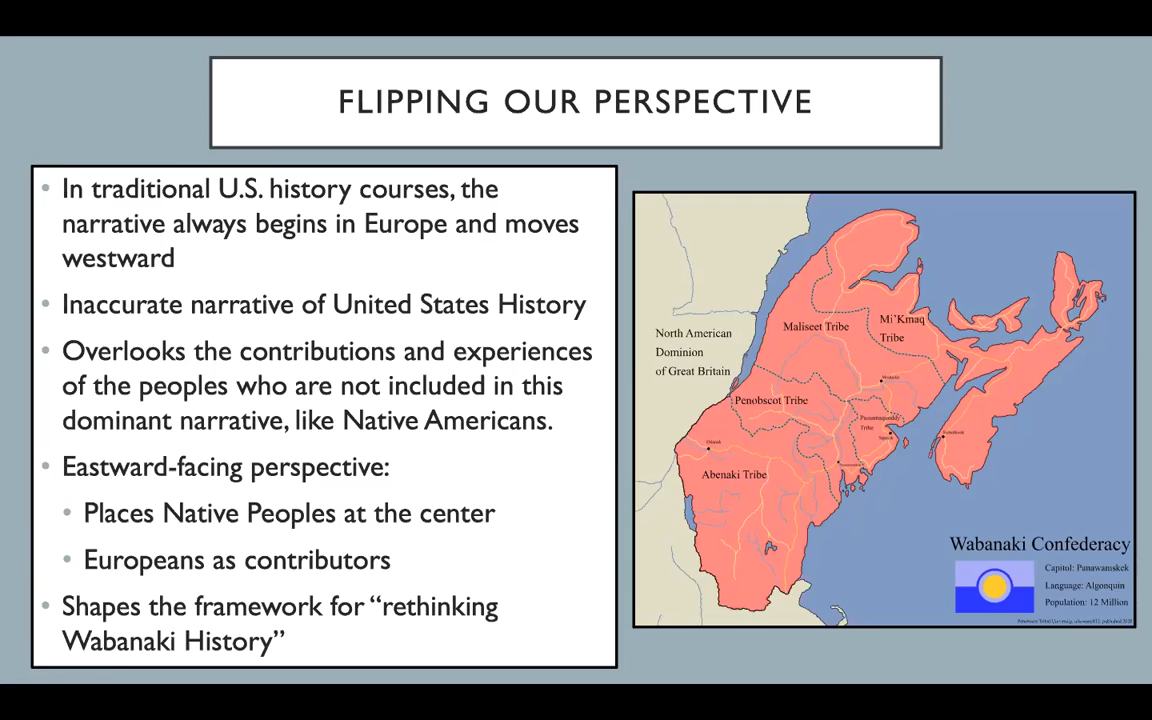 FLIPPING OUR PERSPECTIVE
• In traditional U.S. history courses, the
narrative always begins in Europe and moves
westward
• Inaccurate narrative of United States History
• Overlooks the contributions and experiences
of the peoples who are not included in this
dominant narrative, like Native Americans.
• Eastward-facing perspective:
• Places Native Peoples at the center
• Europeans as contributors
• Shapes the framework for “rethinking
Wabanaki History”
North American
Dominion
of Great Britain
Maliseet Tribe
Mi'Kmaq
Tribe
Penobscot Tribe
Passamaquoddy
Tribe
Abenaki Tribe
Wabanaki Confederacy
Capitol: Punawamskek
Language: Algonquin
Population: 12 Million